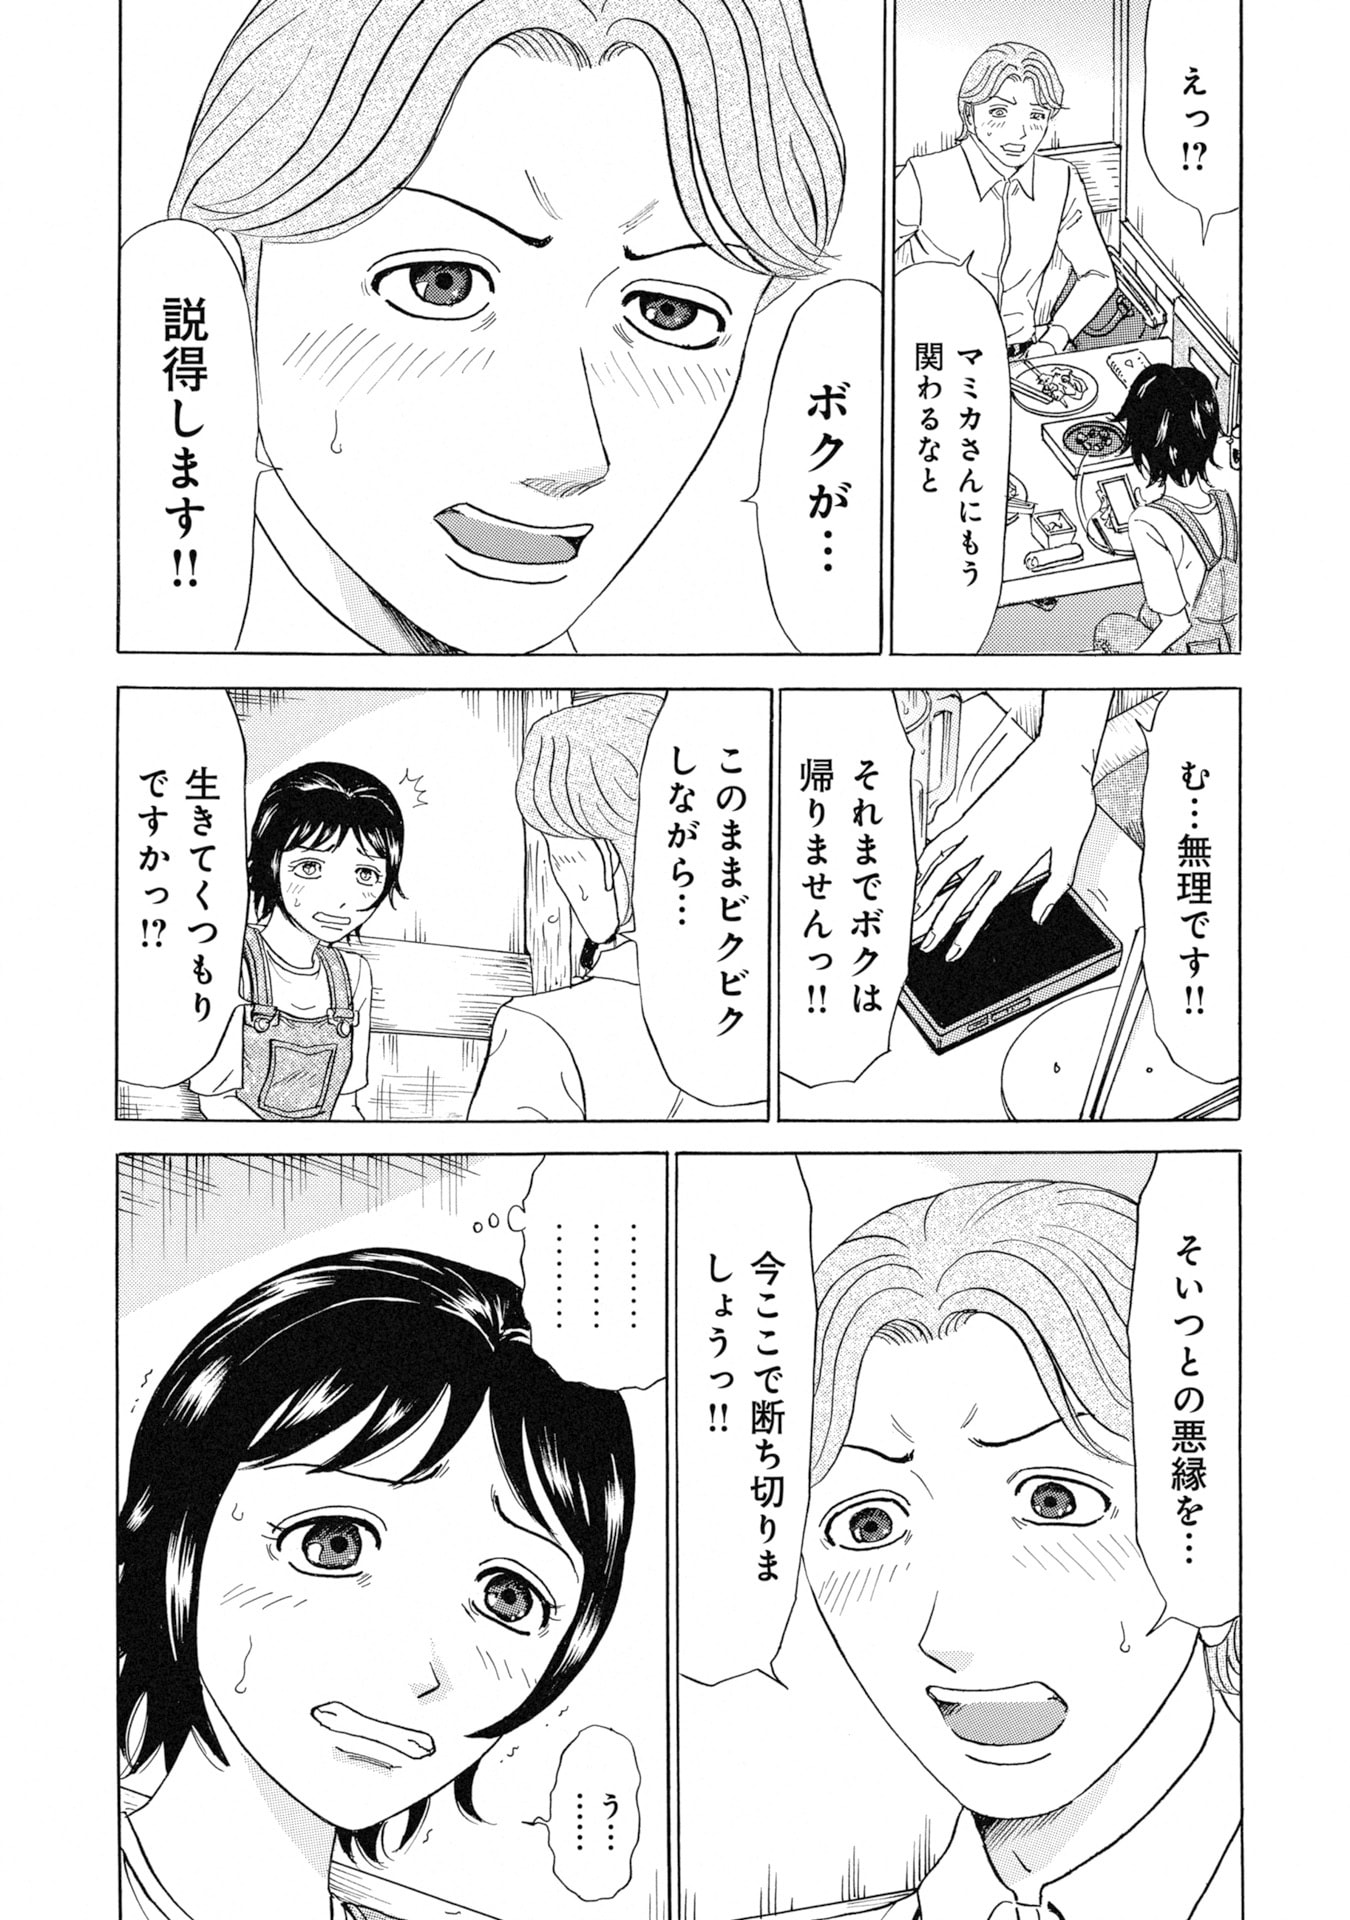 えっ!?
マミカさんにもう
関わるなと
ボクが…
説得します!!
む…無理です!!
それまでボクは
帰りませんっ!!
このままビクビク
しながら…
生きてくつもり
ですかっ!?
そいつとの悪縁を…
今ここで断ち切りま
しょうっ!!
………
………
………
う……
……